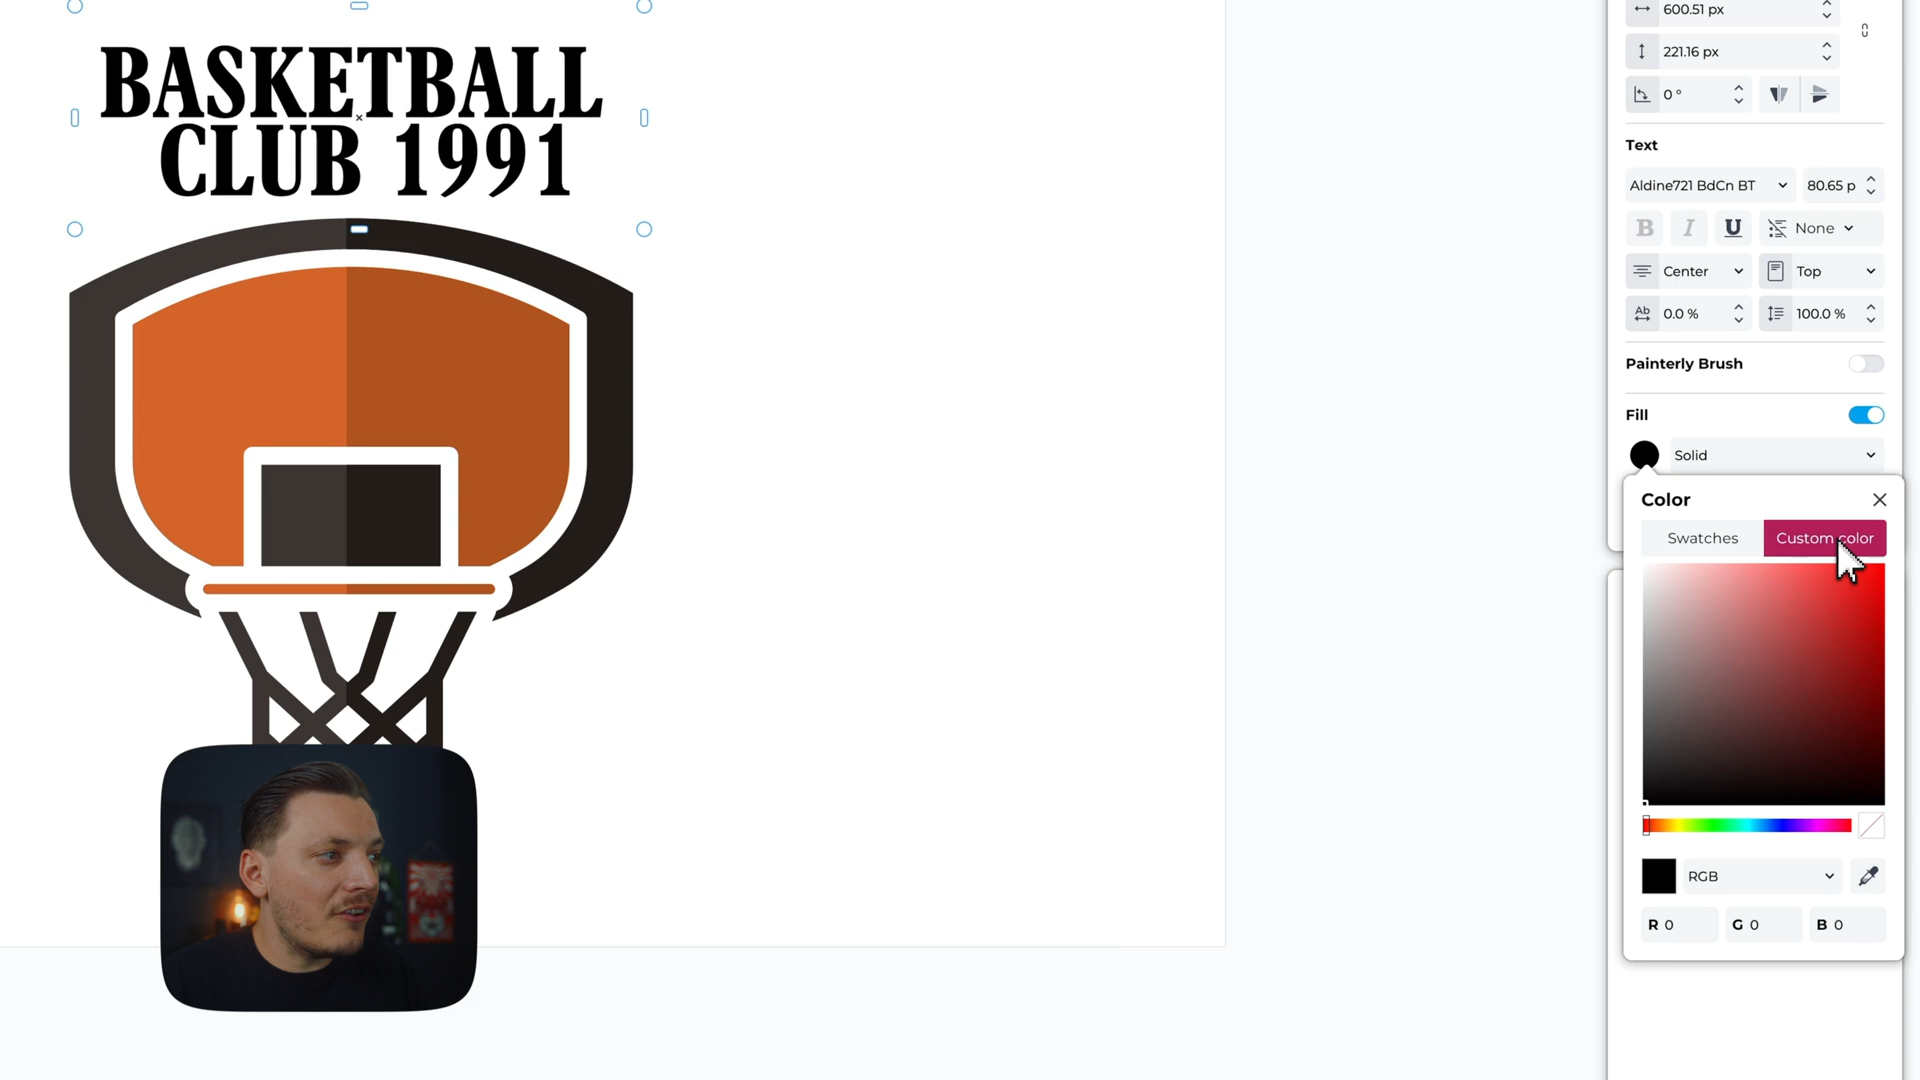 BASKETBALL
CLUB 1991
600.51 px
221.16 px
0 °
Text
Aldine721 BdCn BT
80.65 p
B I U None
Center Top
Ab 0.0 % 100.0 %
Painterly Brush
Fill
Solid
Color
Swatches Custom color
RGB
R 0 G 0 B 0